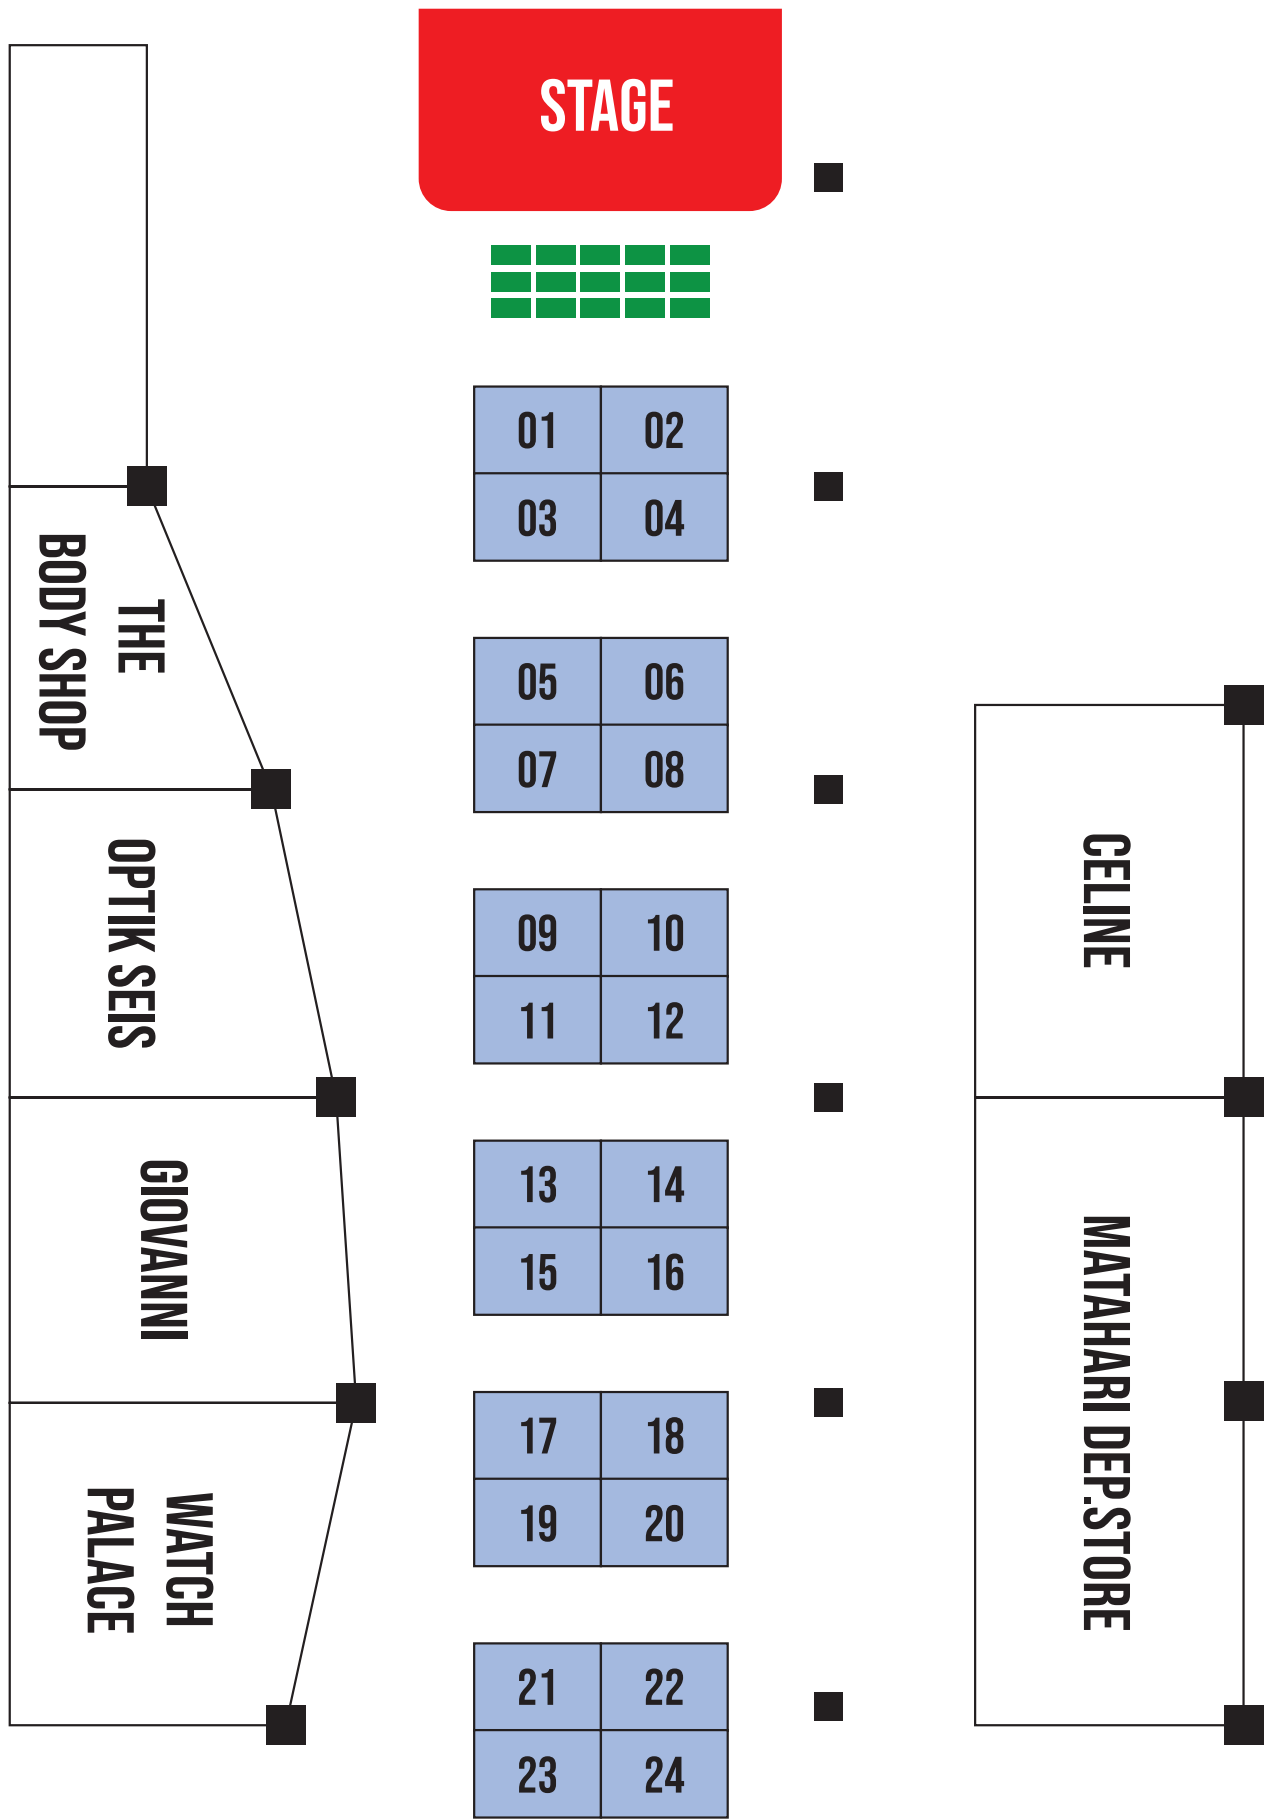 STAGE
01 02
03 04
THE
BODY SHOP
05 06
07 08
OPTIK SEIS
CELINE
09 10
11 12
GIOVANNI
13 14
15 16
MATAHARI DEP.STORE
17 18
19 20
WATCH
PALACE
21 22
23 24